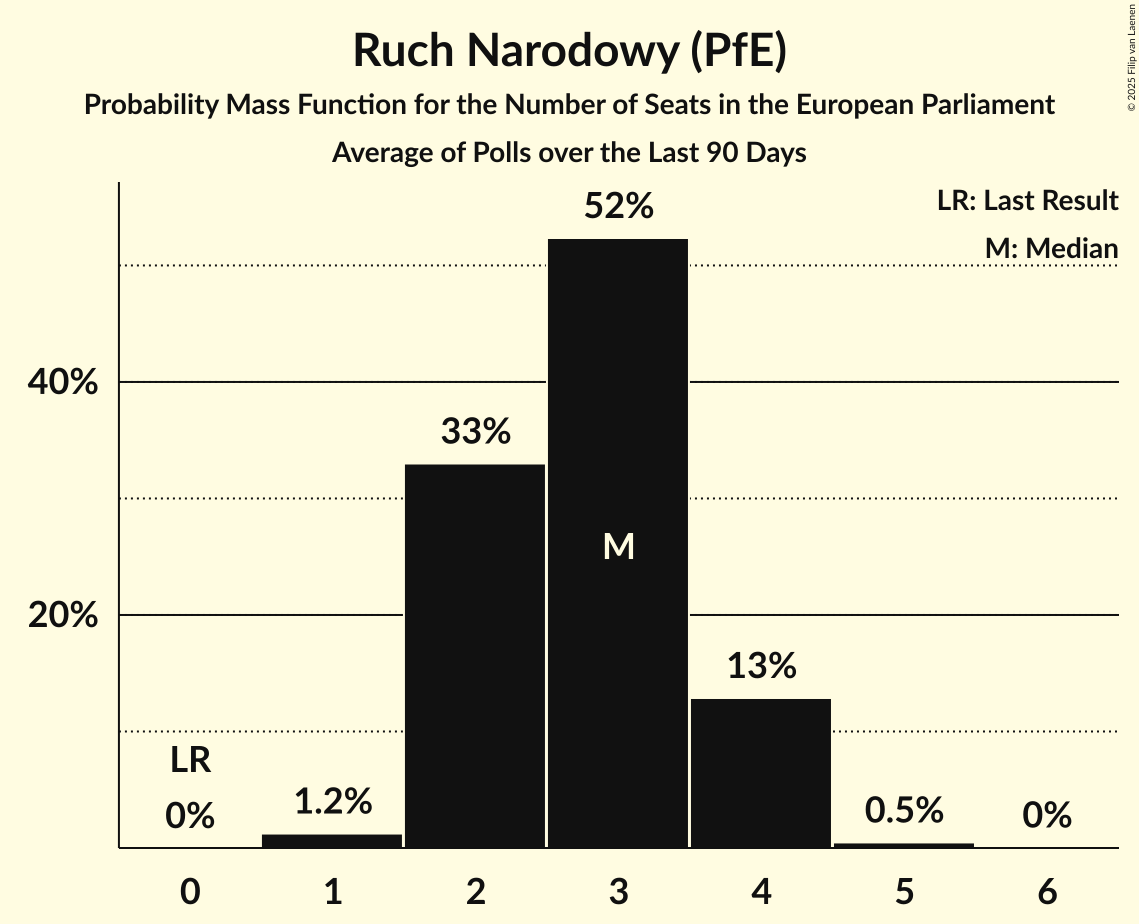 Ruch Narodowy (PfE)
Probability Mass Function for the Number of Seats in the European Parliament
Average of Polls over the Last 90 Days
© 2025 Filip van Laenen
LR: Last Result
M: Median
52%
40%
33%
M
20%
13%
LR
0%
1.2%
0.5%
0%
0 1 2 3 4 5 6